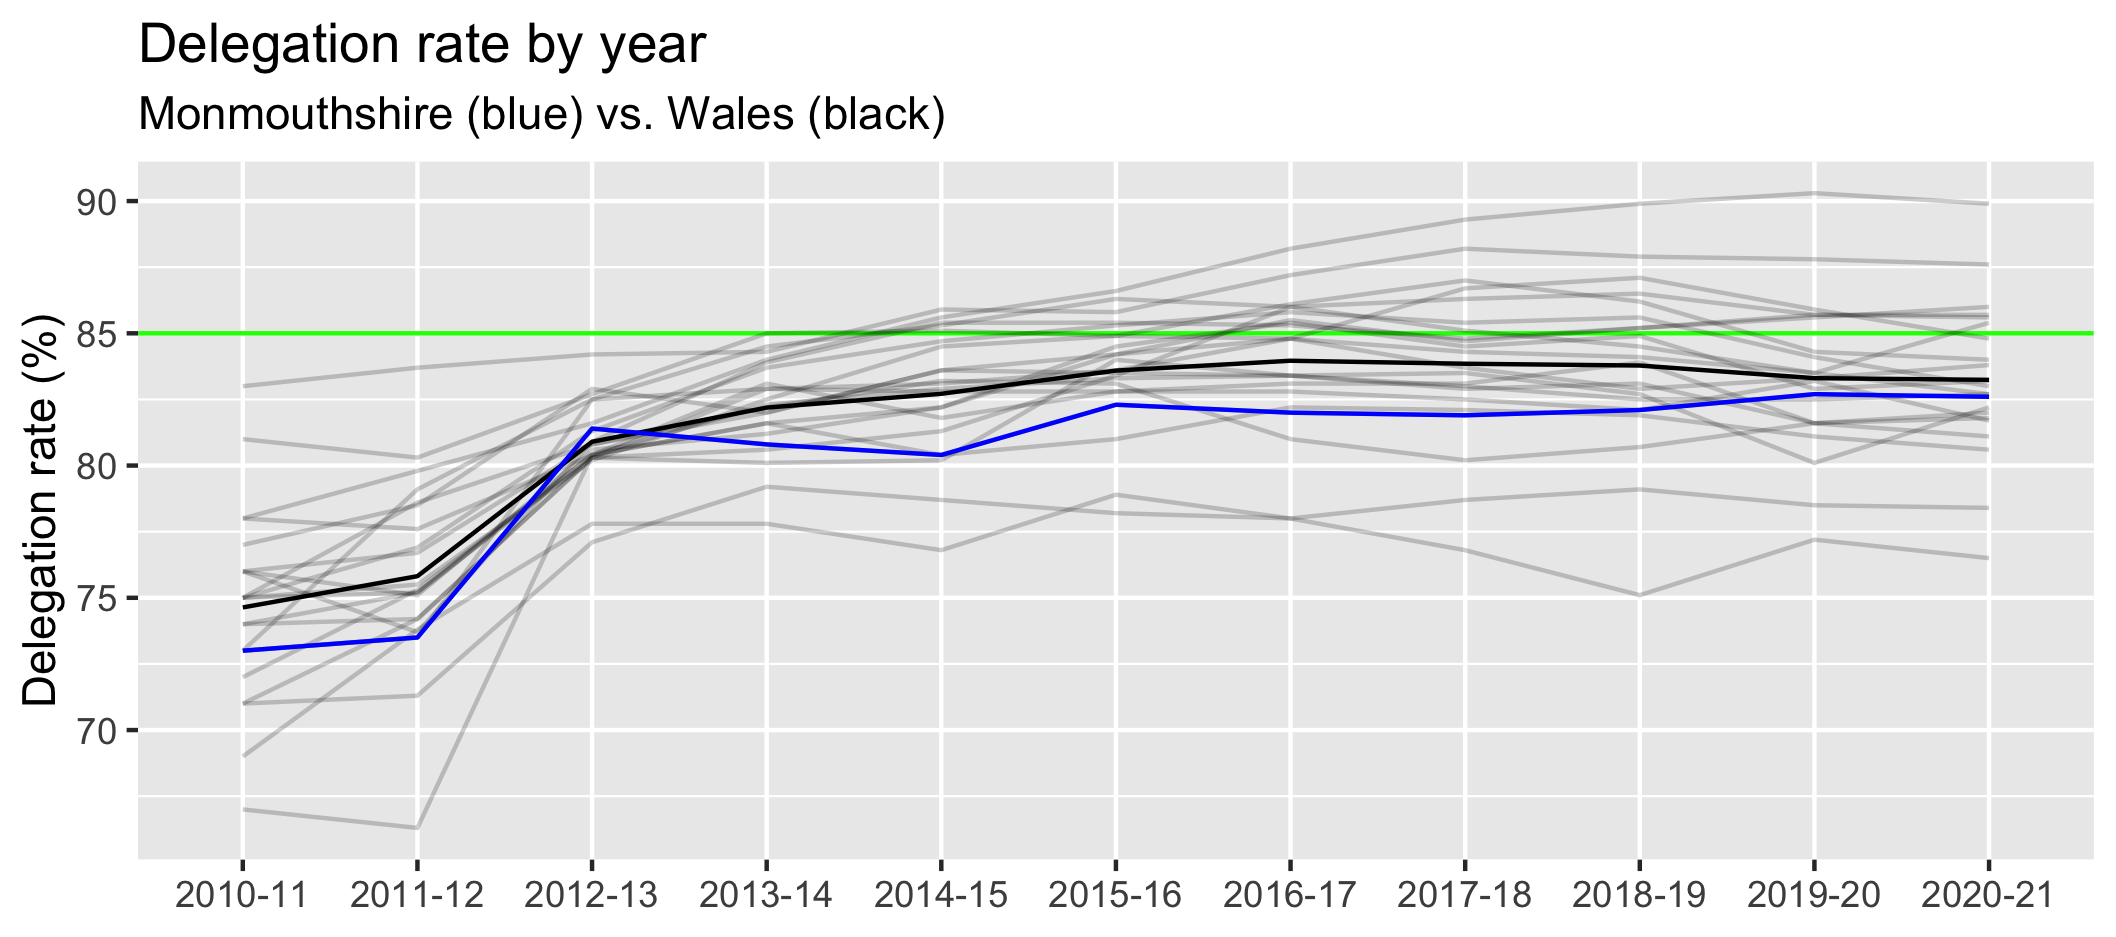 Delegation rate by year
Monmouthshire (blue) vs. Wales (black)
Delegation rate (%)
90
85
80
75
70
2010-11 2011-12 2012-13 2013-14 2014-15 2015-16 2016-17 2017-18 2018-19 2019-20 2020-21